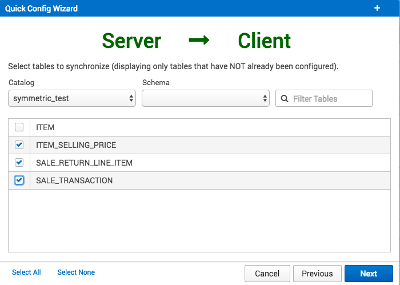 Quick Config Wizard
+
Server → Client
Select tables to synchronize (displaying only tables that have NOT already been configured).
Catalog Schema
symmetric_test Filter Tables
ITEM
ITEM_SELLING_PRICE
SALE_RETURN_LINE_ITEM
SALE_TRANSACTION
Select All Select None Cancel Previous Next